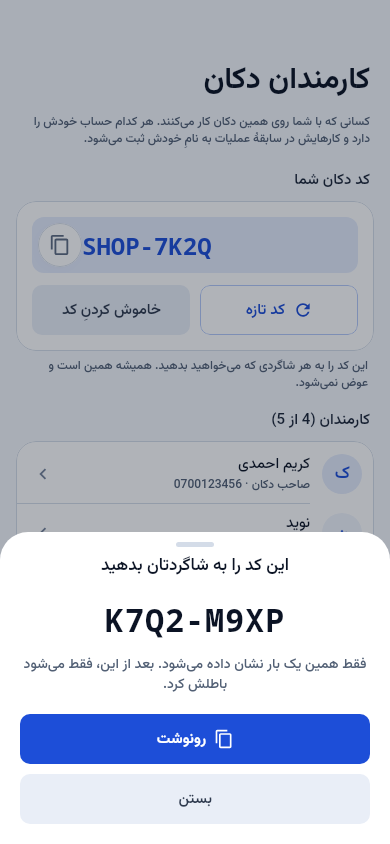 کارمندان دکان
کسانی که با شما روی همین دکان کار می‌کنند. هر کدام حساب خودش را
دارد و کارهایش در سابقهٔ عملیات به نامِ خودش ثبت می‌شود.
کد دکان شما
SHOP-7K2Q
کد تازه
خاموش کردنِ کد
این کد را به هر شاگردی که می‌خواهید بدهید. همیشه همین است و
عوض نمی‌شود.
کارمندان (4 از 5)
ک
کریم احمدی
صاحب دکان · 0700123456
نوید
این کد را به شاگردتان بدهید
K7Q2-M9XP
فقط همین یک بار نشان داده می‌شود. بعد از این، فقط می‌شود
باطلش کرد.
رونوشت
بستن